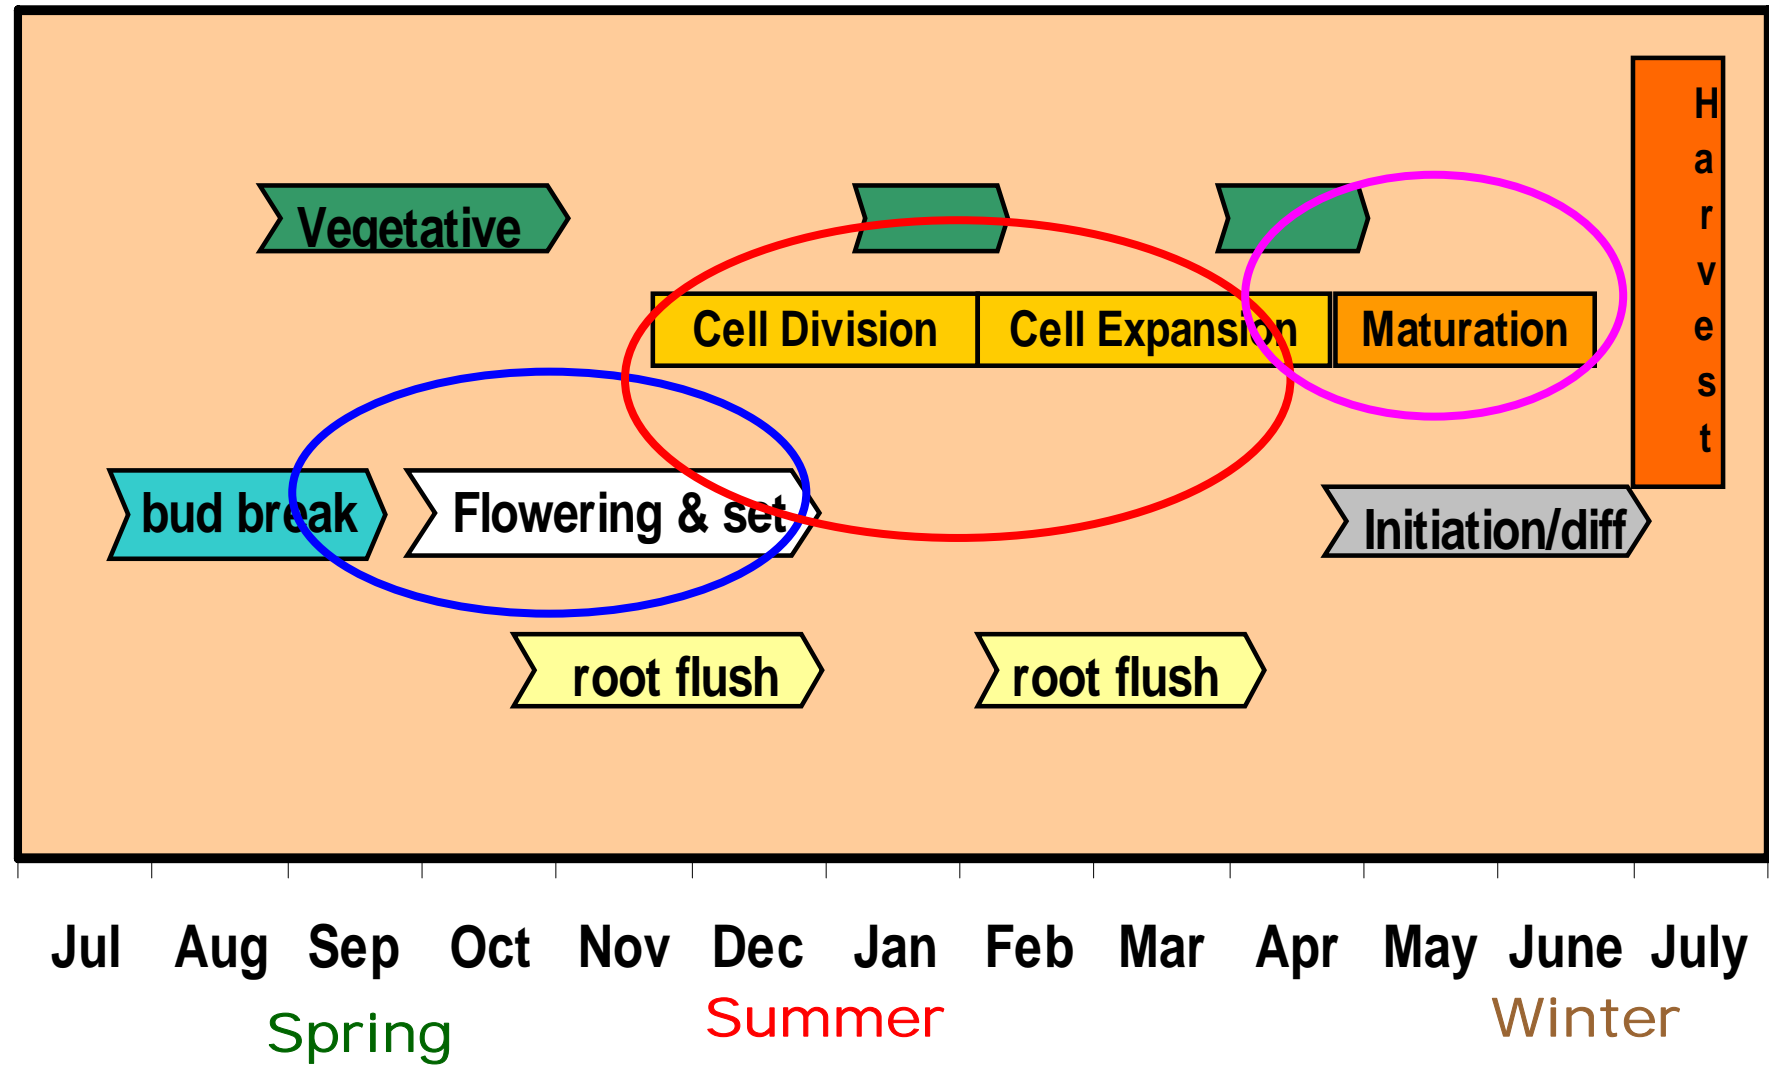 Harvest
Vegetative
Cell Division
Cell Expansion
Maturation
bud break
Flowering & set
Initiation/diff
root flush
root flush
Jul
Aug
Sep
Oct
Nov
Dec
Jan
Feb
Mar
Apr
May
June
July
Spring
Summer
Winter